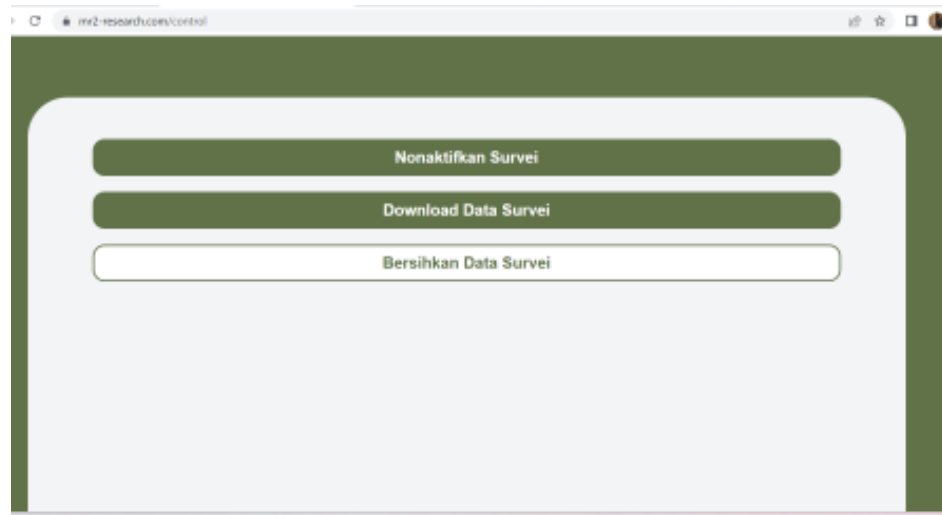 mr2-research.com/control
Nonaktifkan Survei
Download Data Survei
Bersihkan Data Survei